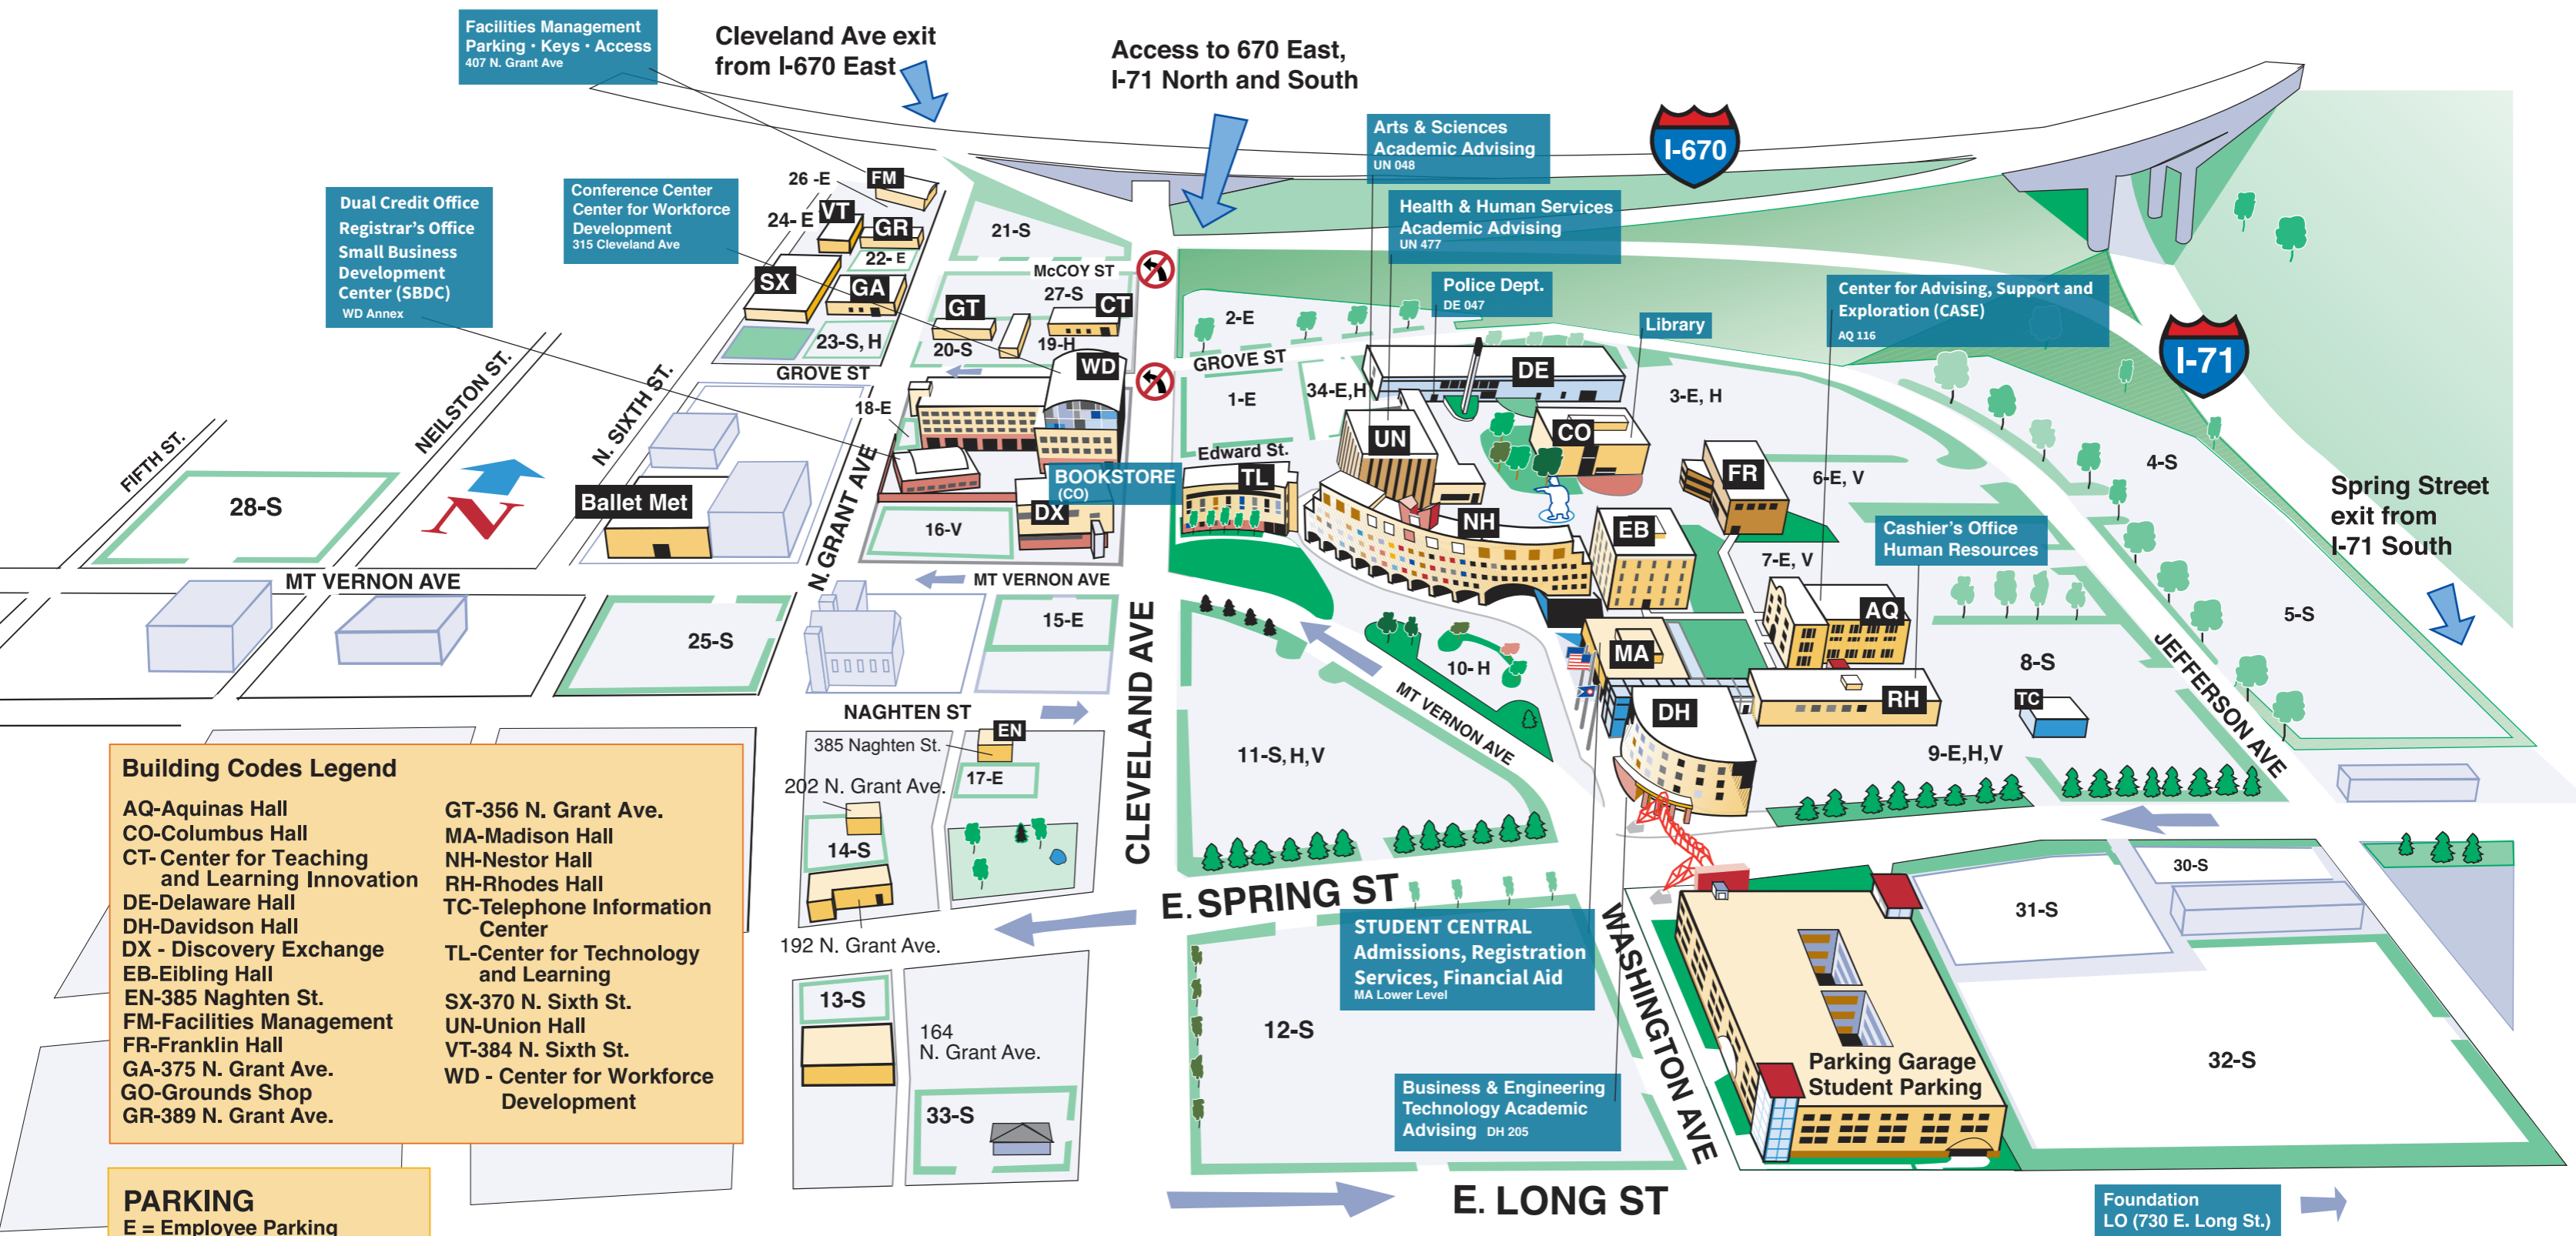 Facilities Management
Parking • Keys • Access
407 N. Grant Ave
Cleveland Ave exit
from I-670 East
Access to 670 East,
I-71 North and South
Arts & Sciences
Academic Advising
UN 048
I-670
Dual Credit Office
Registrar's Office
Small Business
Development
Center (SBDC)
WD Annex
Conference Center
Center for Workforce
Development
315 Cleveland Ave
26 -E
FM
24- E
VT
GR
22- E
SX
GA
23-S, H
GROVE ST
21-S
McCOY ST
27-S
GT
CT
20-S
19-H
WD
18-E
Health & Human Services
Academic Advising
UN 477
Police Dept.
DE 047
Library
Center for Advising, Support and
Exploration (CASE)
AQ 116
I-71
2-E
GROVE ST
1-E
34-E,H
DE
3-E, H
UN
CO
Edward St.
TL
FR
6-E, V
4-S
NH
EB
7-E, V
Cashier's Office
Human Resources
Spring Street
exit from
I-71 South
FIFTH ST.
NEILSTON ST.
N. SIXTH ST.
N. GRANT AVE
28-S
N
Ballet Met
BOOKSTORE
(CO)
DX
16-V
MT VERNON AVE
MT VERNON AVE
25-S
15-E
CLEVELAND AVE
10- H
MT VERNON AVE
MA
AQ
RH
DH
8-S
TC
5-S
JEFFERSON AVE
9-E,H,V
NAGHTEN ST
385 Naghten St.
EN
17-E
202 N. Grant Ave.
14-S
192 N. Grant Ave.
11-S, H, V
E. SPRING ST
13-S
164
N. Grant Ave.
33-S
12-S
STUDENT CENTRAL
Admissions, Registration
Services, Financial Aid
MA Lower Level
Business & Engineering
Technology Academic
Advising DH 205
WASHINGTON AVE
Parking Garage
Student Parking
30-S
31-S
32-S
E. LONG ST
Foundation
LO (730 E. Long St.)
Building Codes Legend
AQ-Aquinas Hall
CO-Columbus Hall
CT- Center for Teaching
and Learning Innovation
DE-Delaware Hall
DH-Davidson Hall
DX - Discovery Exchange
EB-Eibling Hall
EN-385 Naghten St.
FM-Facilities Management
FR-Franklin Hall
GA-375 N. Grant Ave.
GO-Grounds Shop
GR-389 N. Grant Ave.
GT-356 N. Grant Ave.
MA-Madison Hall
NH-Nestor Hall
RH-Rhodes Hall
TC-Telephone Information
Center
TL-Center for Technology
and Learning
SX-370 N. Sixth St.
UN-Union Hall
VT-384 N. Sixth St.
WD - Center for Workforce
Development
PARKING
E = Employee Parking